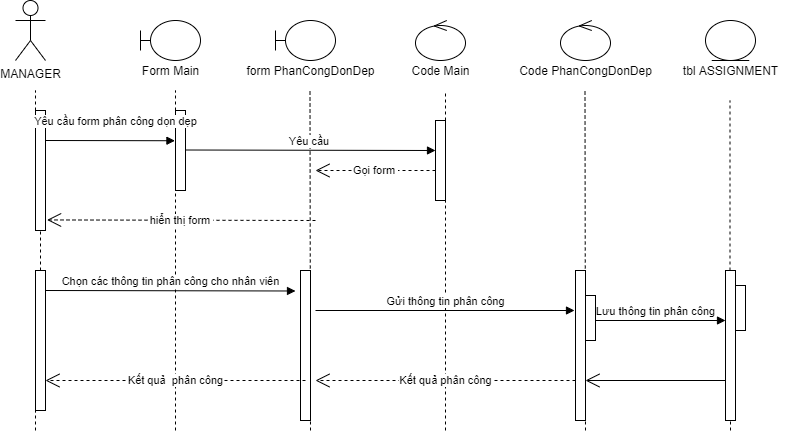 MANAGER
Form Main
form PhanCongDonDep
Code Main
Code PhanCongDonDep
tbl ASSIGNMENT
Yêu cầu form phân công dọn dẹp
Yêu cầu
Gọi form
hiển thị form
Chọn các thông tin phân công cho nhân viên
Gửi thông tin phân công
Lưu thông tin phân công
Kết quả phân công
Kết quả phân công